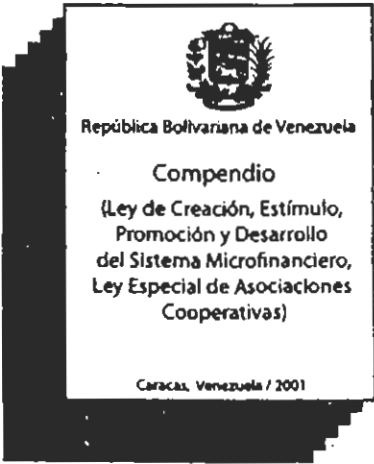 República Bolivariana de Venezuela
Compendio
(Ley de Creación, Estímulo,
Promoción y Desarrollo
del Sistema Microfinanciero,
Ley Especial de Asociaciones
Cooperativas)
Caracas, Venezuela / 2001